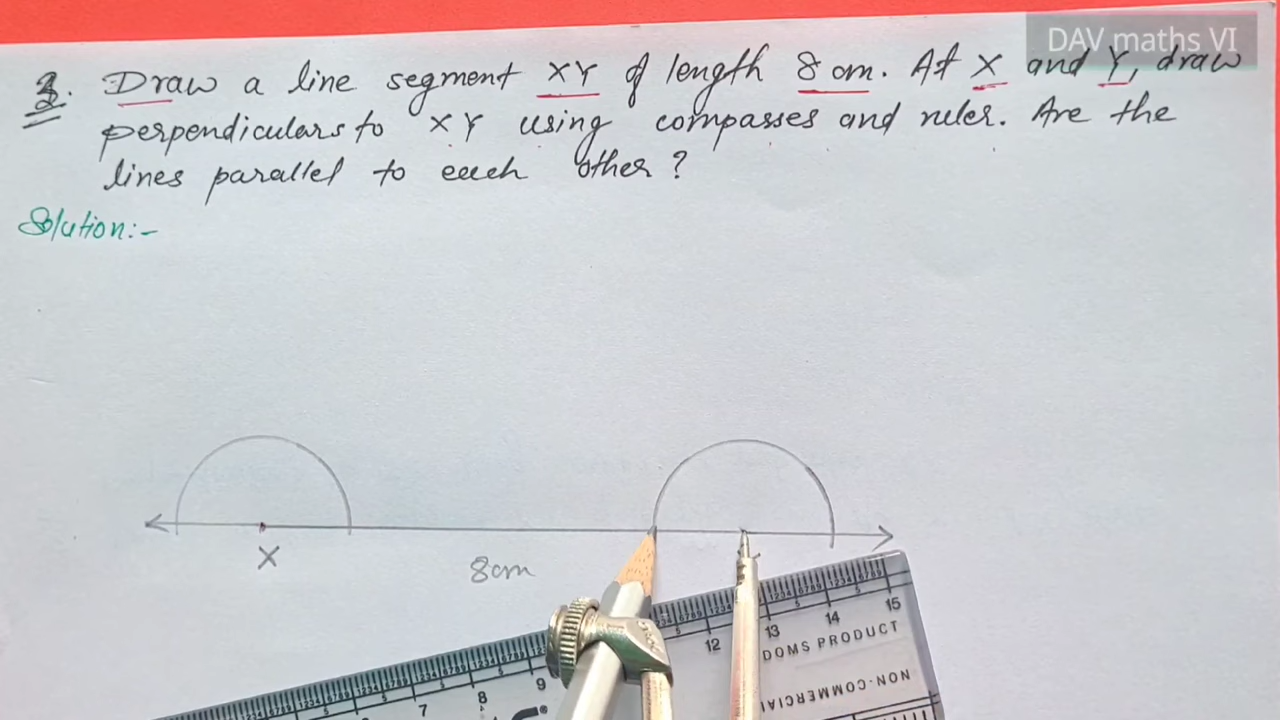 DAV maths VI
3. Draw a line segment XY of length 8 cm. At X and Y, draw
perpendiculars to XY using compasses and ruler. Are the
lines parallel to each other ?
Solution:-
X
8cm
7 8 9 12 13 14 15
DOMS PRODUCT
NON-COMMERCIAL